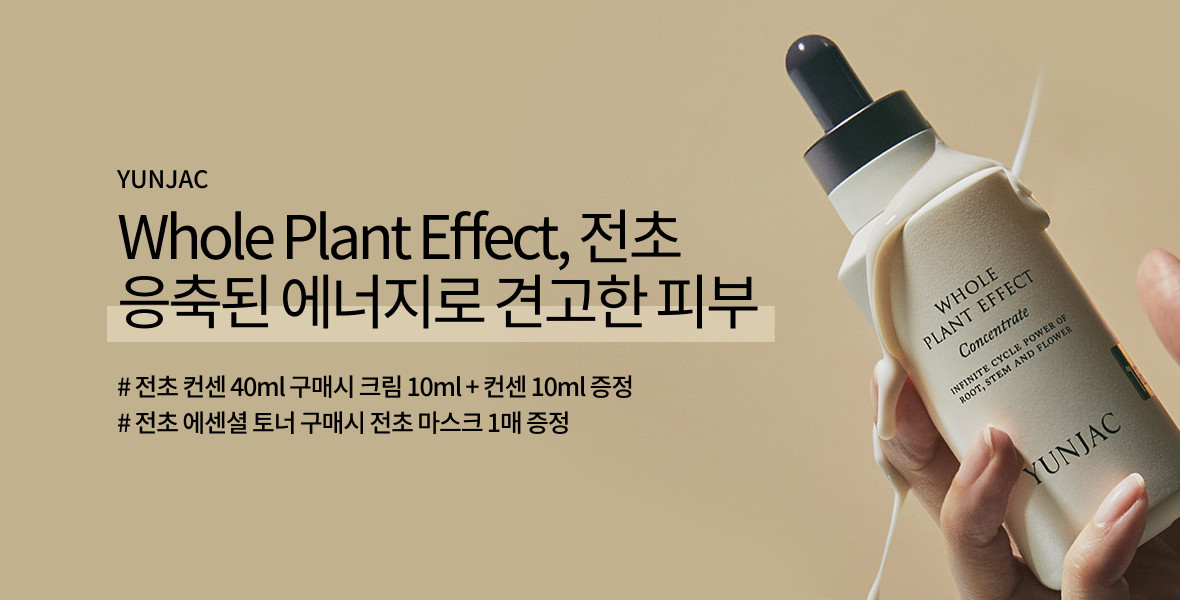 YUNJAC
Whole Plant Effect, 전초
응축된 에너지로 견고한 피부
# 전초 컨센 40ml 구매시 크림 10ml + 컨센 10ml 증정
# 전초 에센셜 토너 구매시 전초 마스크 1매 증정
WHOLE
PLANT EFFECT
Concentrate
INFINITE CYCLE POWER OF
ROOT, STEM AND FLOWER
YUNJAC